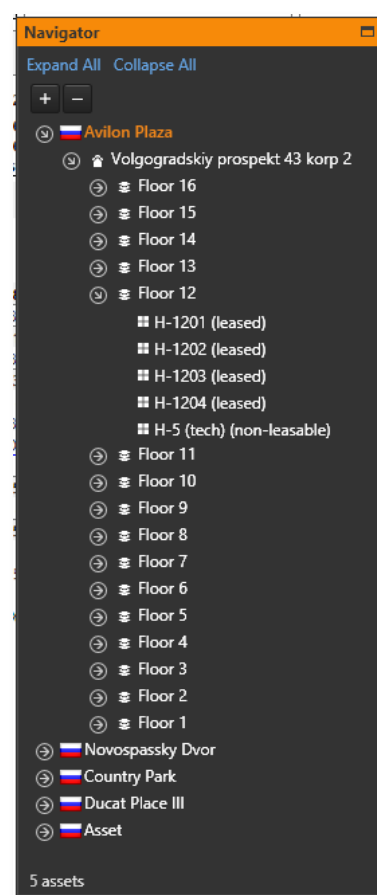 Navigator
Expand All Collapse All
+ −
Avilon Plaza
Volgogradskiy prospekt 43 korp 2
Floor 16
Floor 15
Floor 14
Floor 13
Floor 12
H-1201 (leased)
H-1202 (leased)
H-1203 (leased)
H-1204 (leased)
H-5 (tech) (non-leasable)
Floor 11
Floor 10
Floor 9
Floor 8
Floor 7
Floor 6
Floor 5
Floor 4
Floor 3
Floor 2
Floor 1
Novospassky Dvor
Country Park
Ducat Place III
Asset
5 assets